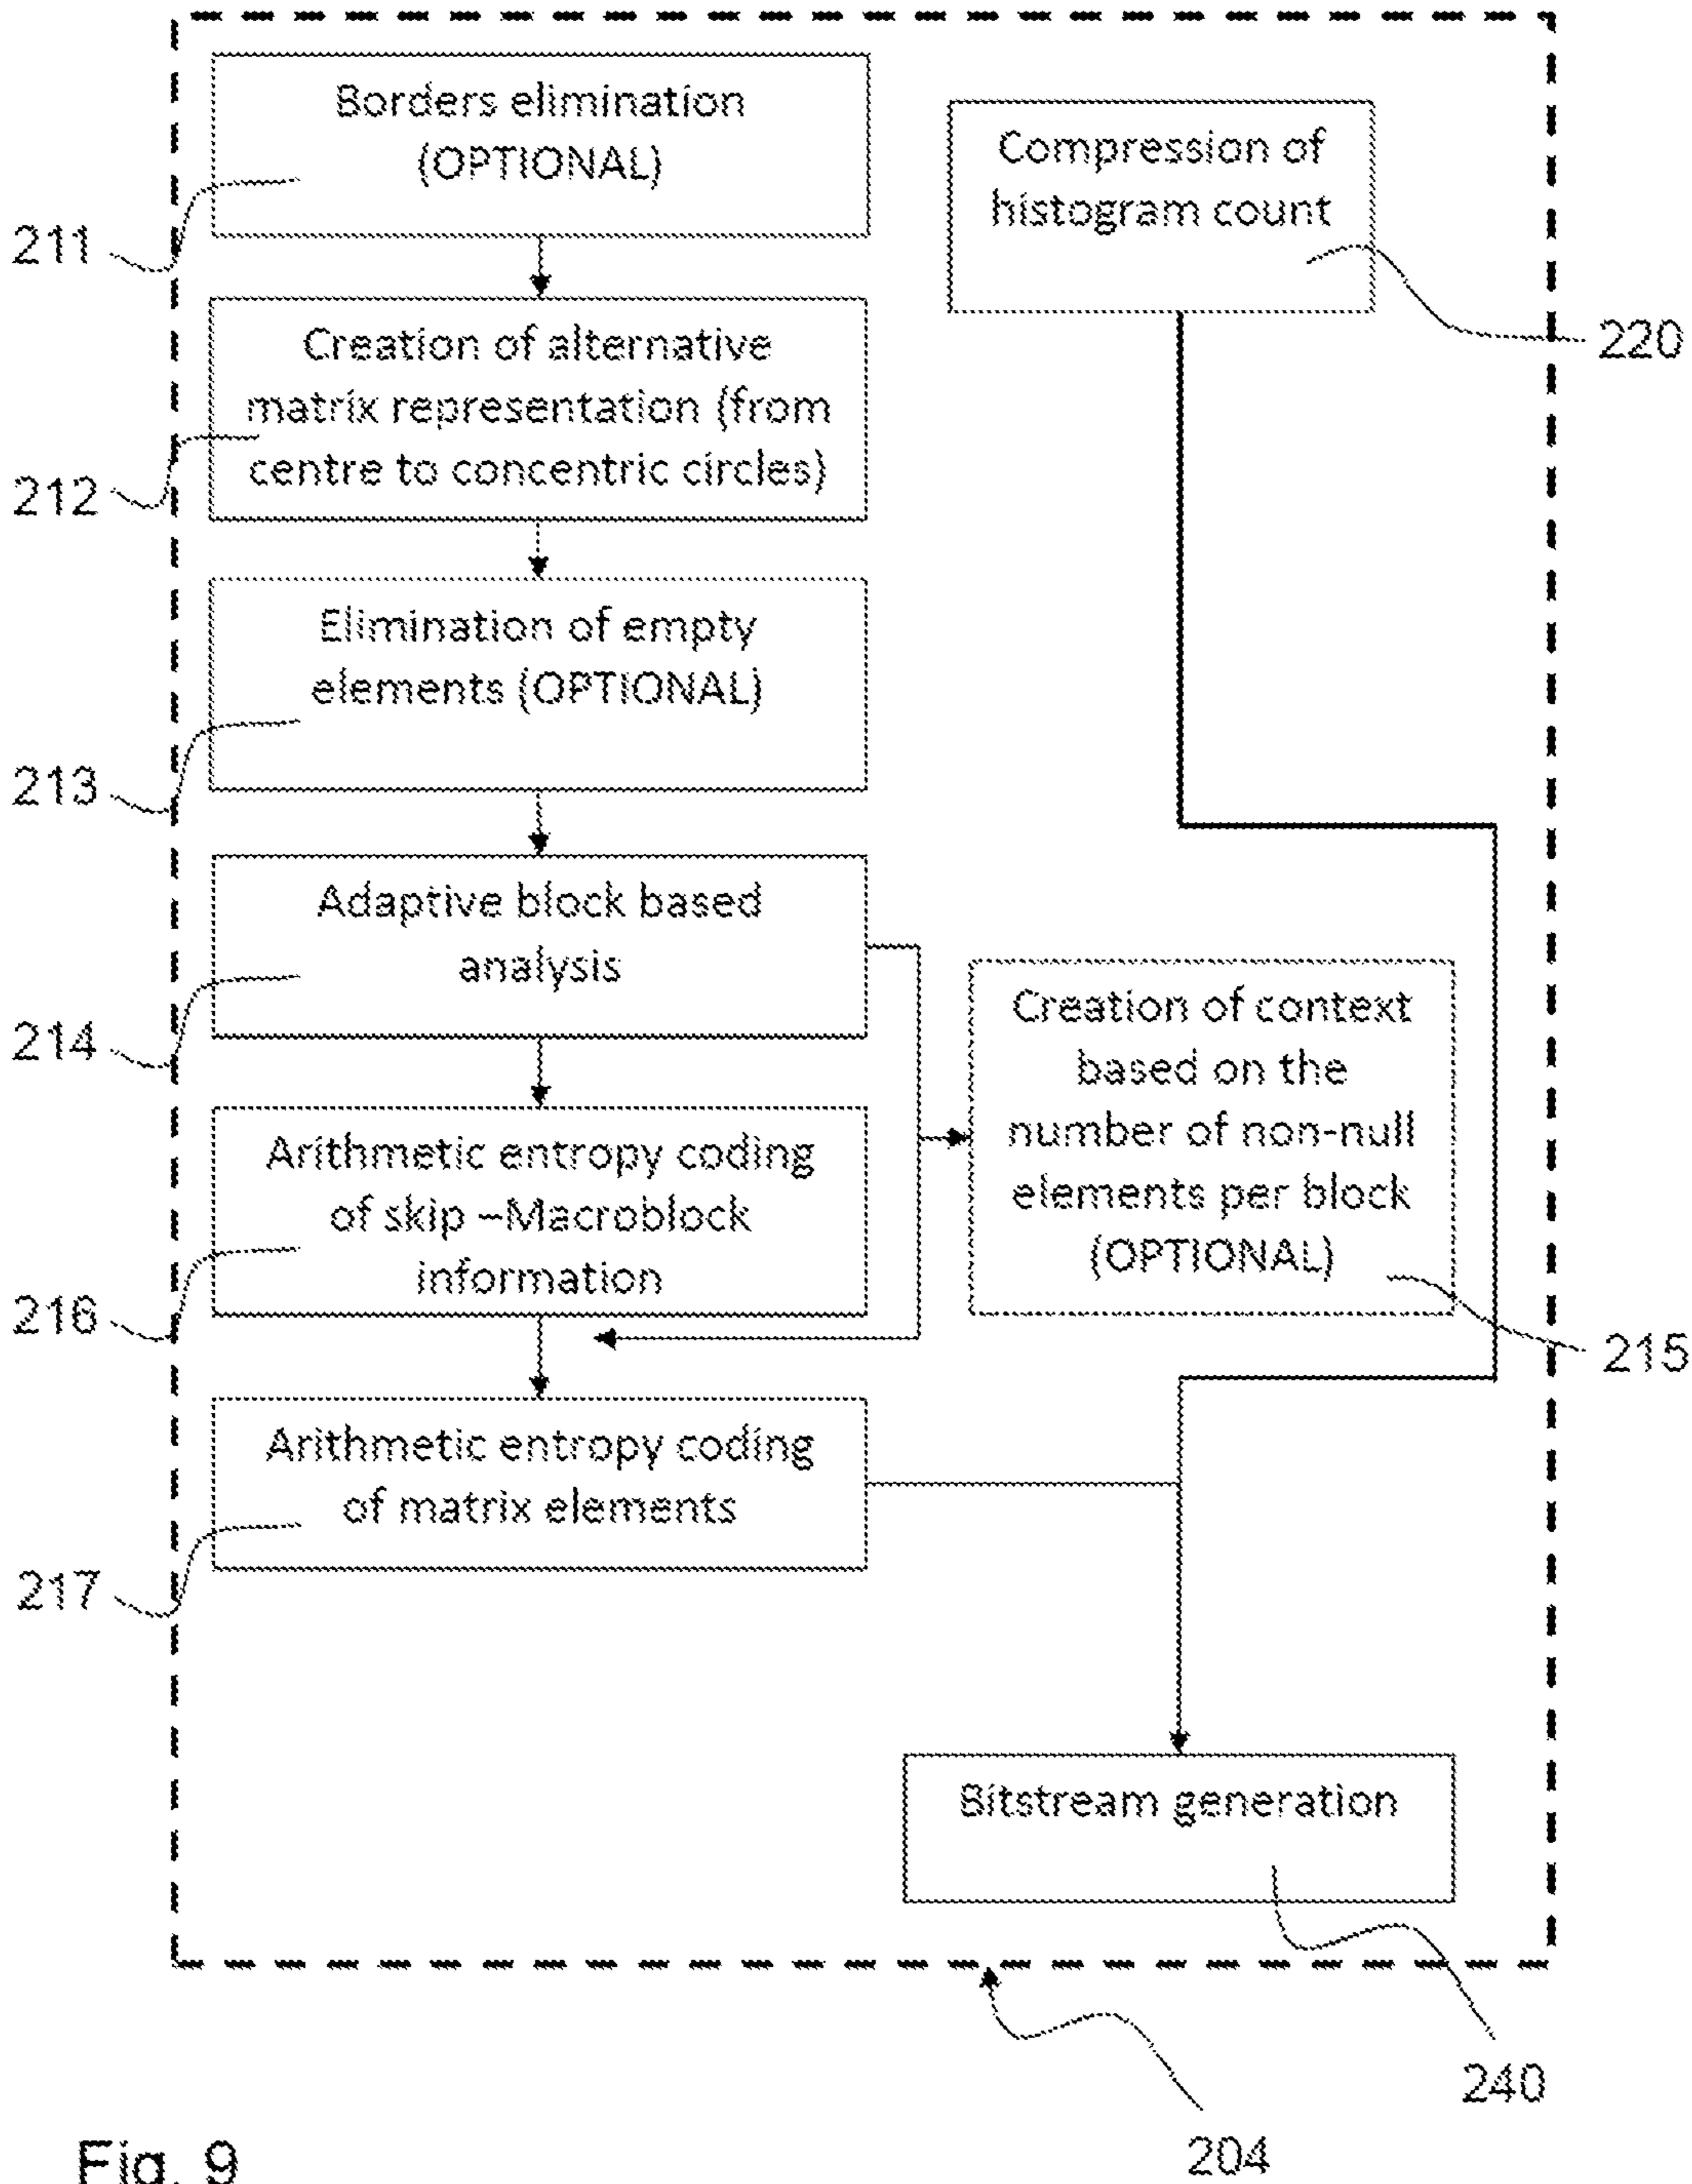 Borders elimination
(OPTIONAL)
211
Compression of
histogram count
220
Creation of alternative
matrix representation (from
centre to concentric circles)
212
Elimination of empty
elements (OPTIONAL)
213
Adaptive block based
analysis
214
Creation of context
based on the
number of non-null
elements per block
(OPTIONAL)
215
Arithmetic entropy coding
of skip –Macroblock
information
216
Arithmetic entropy coding
of matrix elements
217
Bitstream generation
240
204
Fig. 9